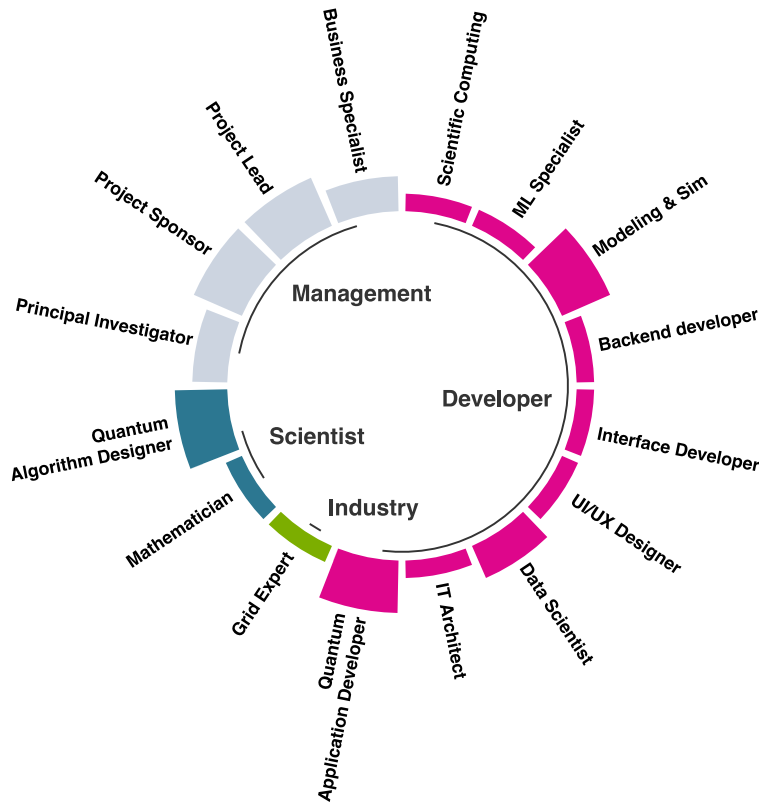 Business Specialist
Scientific Computing
ML Specialist
Modeling & Sim
Backend developer
Interface Developer
UI/UX Designer
Data Scientist
IT Architect
Quantum
Application Developer
Grid Expert
Mathematician
Quantum
Algorithm Designer
Principal Investigator
Project Sponsor
Project Lead
Management
Developer
Scientist
Industry